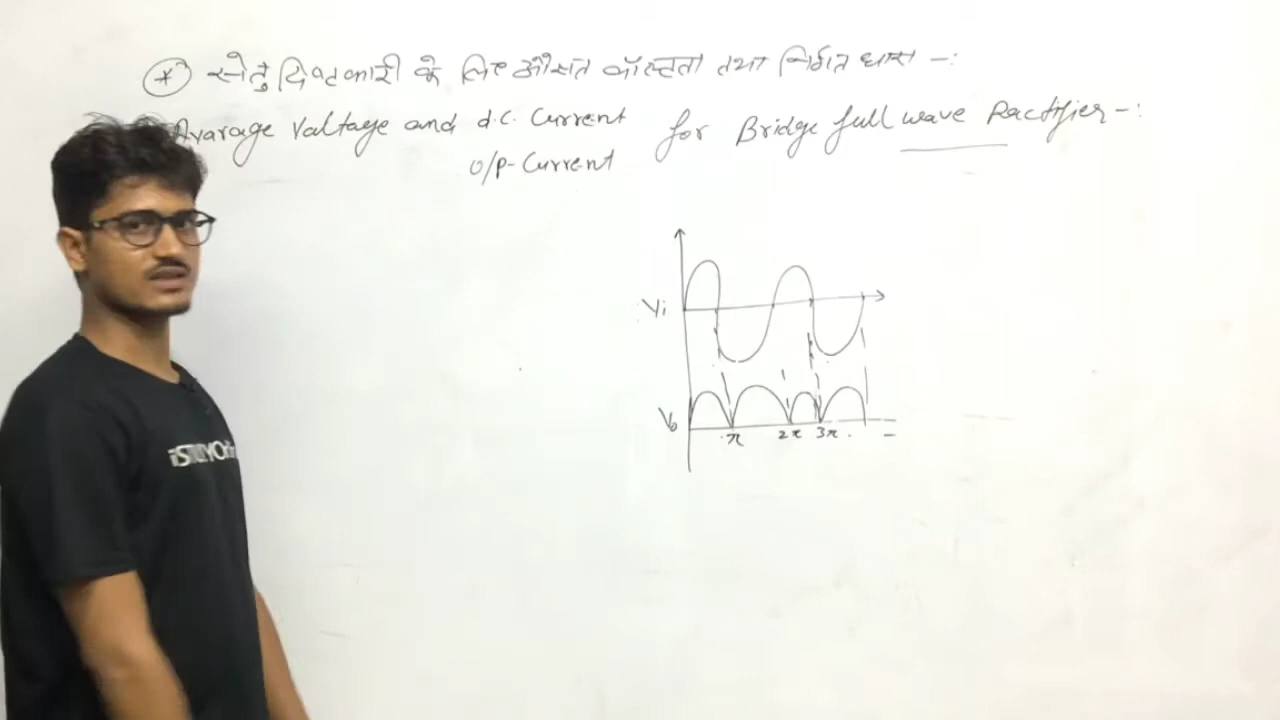 * सेतु दिष्टकारी के लिए औसत वोल्टता तथा निर्गत धारा -:
Avarage Valtage and d.c. Current for Bridge full wave Ractifier -:
O/P- Current
Vi
Vo
π 2π 3π
iiSTUDYOn